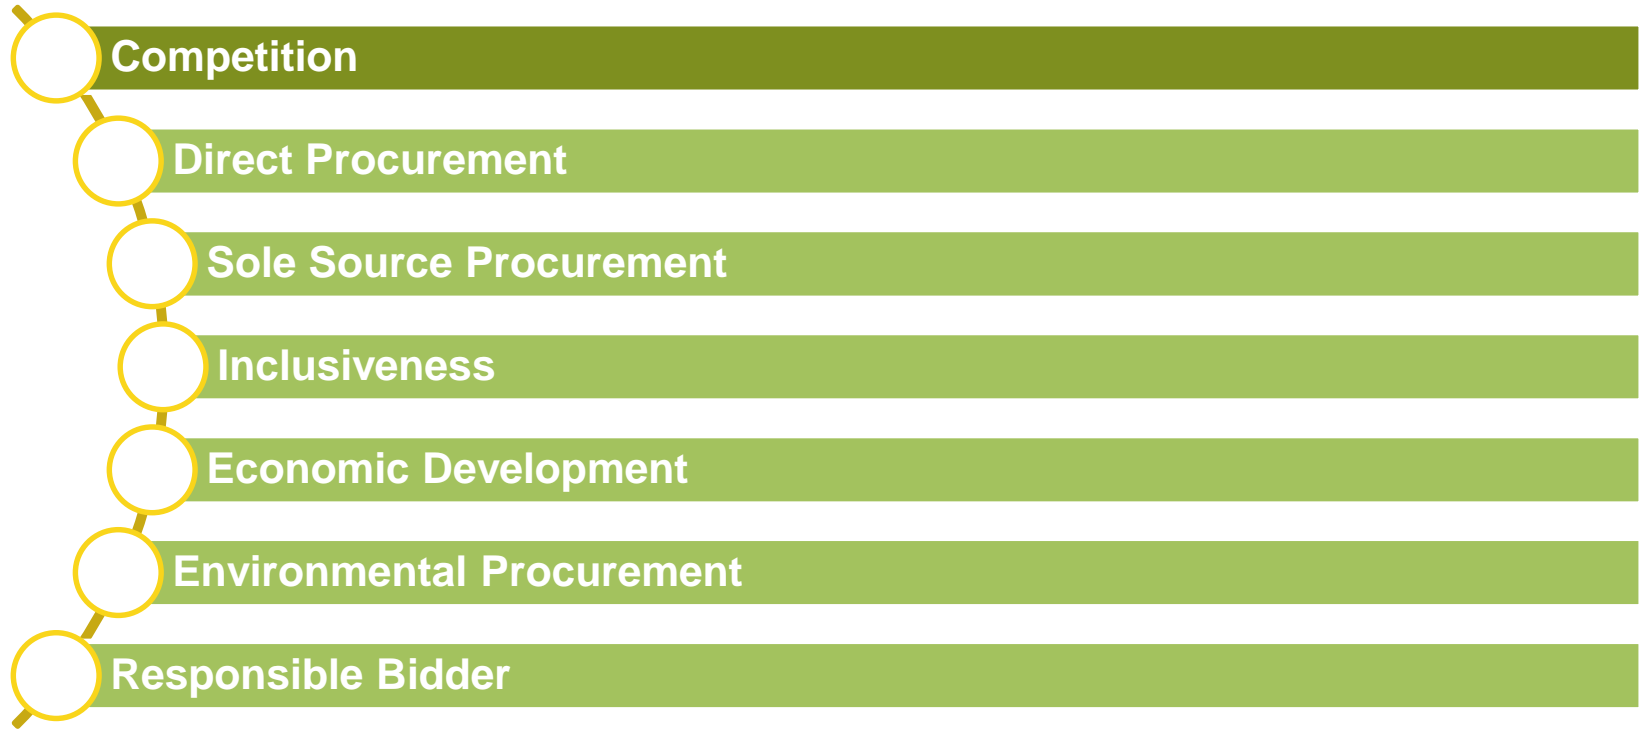 Competition
Direct Procurement
Sole Source Procurement
Inclusiveness
Economic Development
Environmental Procurement
Responsible Bidder